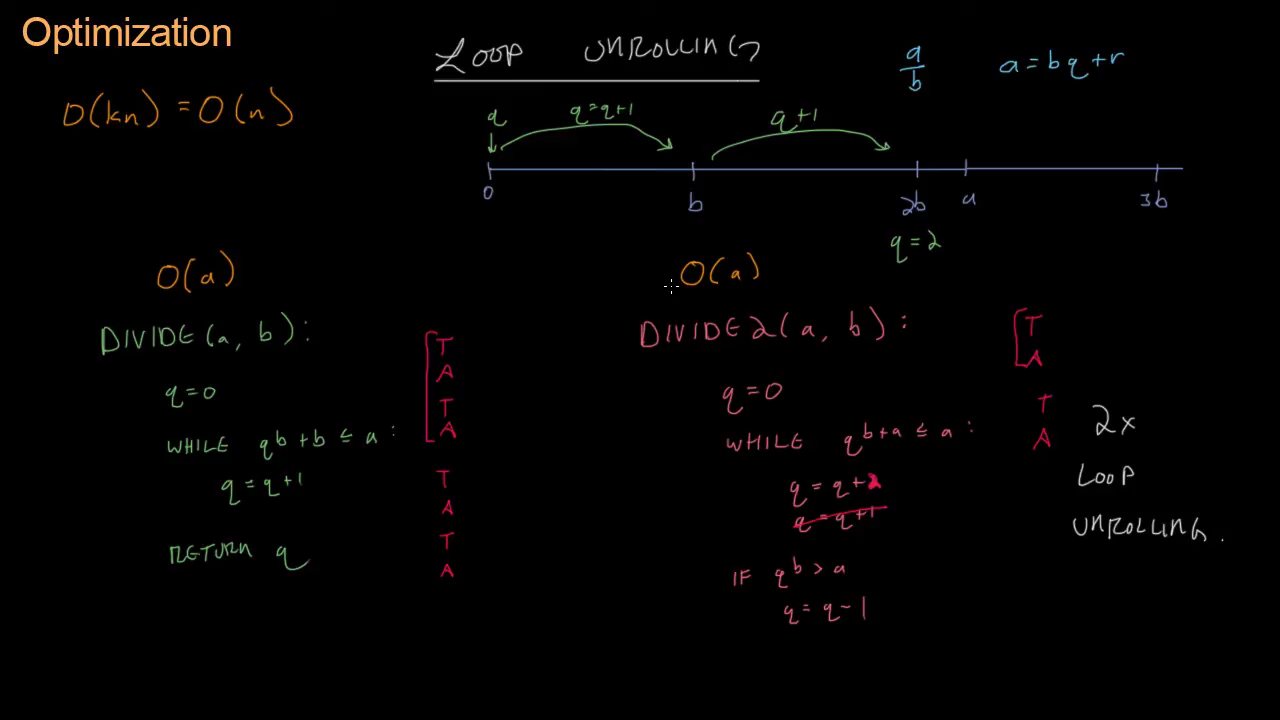 Optimization
LOOP UNROLLING
a
b
a = bq + r
O(kn) = O(n)
q
q=q+1
q+1
0
b
2b
a
3b
q=2
O(a)
DIVIDE(a, b):
q=0
WHILE qb+b ≤ a:
q=q+1
RETURN q
T
A
T
A
T
A
T
A
O(a)
DIVIDE2(a, b):
q=0
WHILE qb+a ≤ a:
q = q+2
q = q+1
IF qb > a
q = q-1
T
A
T
A
2x
LOOP
UNROLLING.